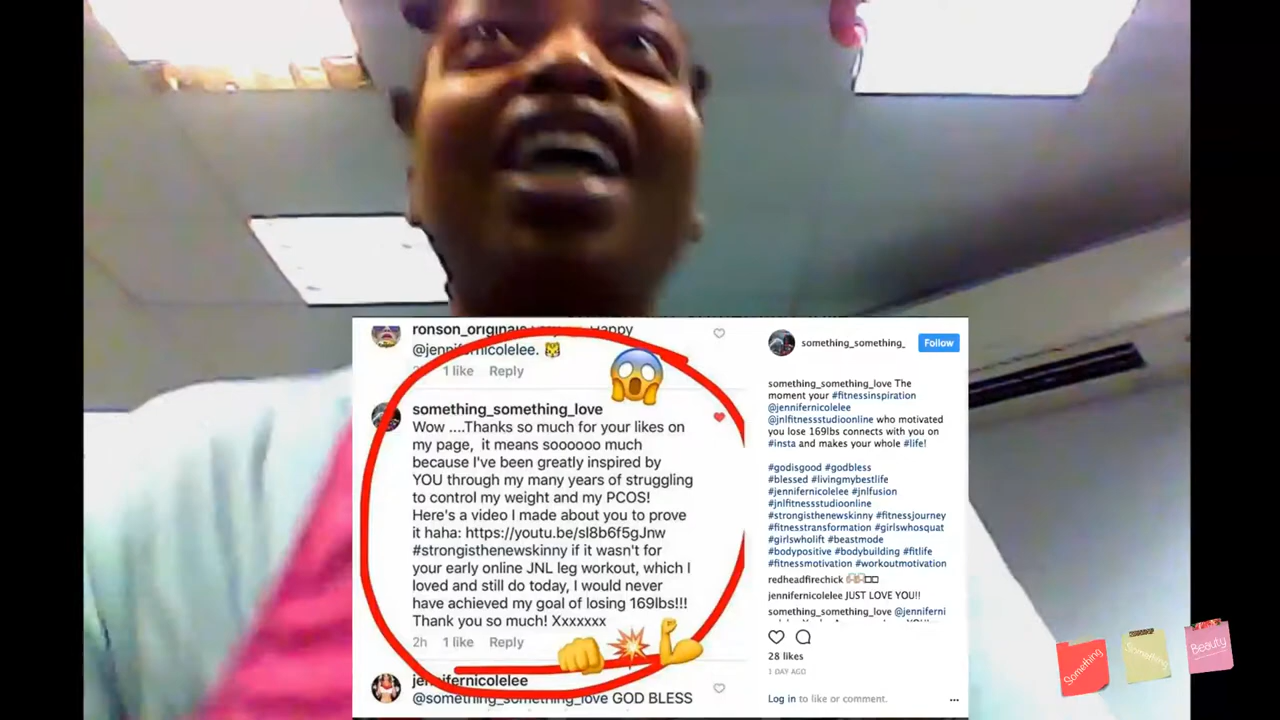 ronson_originals Happy
@jennifernicolelee.
1 like Reply
something_something_love
Wow ....Thanks so much for your likes on
my page, it means soooooo much
because I've been greatly inspired by
YOU through my many years of struggling
to control my weight and my PCOS!
Here's a video I made about you to prove
it haha: https://youtu.be/sI8b6f5gJnw
#strongisthenewskinny if it wasn't for
your early online JNL leg workout, which I
loved and still do today, I would never
have achieved my goal of losing 169lbs!!!
Thank you so much! Xxxxxxx
2h 1 like Reply
jennifernicolelee
@something_something_love GOD BLESS
something_something_
Follow
something_something_love The
moment your #fitnessinspiration
@jennifernicolelee
@jnlfitnessstudioonline who motivated
you lose 169lbs connects with you on
#insta and makes your whole #life!
#godisgood #godbless
#blessed #livingmybestlife
#jennifernicolelee #jnlfusion
#jnlfitnessstudioonline
#strongisthenewskinny #fitnessjourney
#fitnesstransformation #girlswhosquat
#girlswholift #beastmode
#bodypositive #bodybuilding #fitlife
#fitnessmotivation #workoutmotivation
redheadfirechick
jennifernicolelee JUST LOVE YOU!!
something_something_love @jenniferni
28 likes
1 DAY AGO
Log in to like or comment.
Something
Something
Beauty